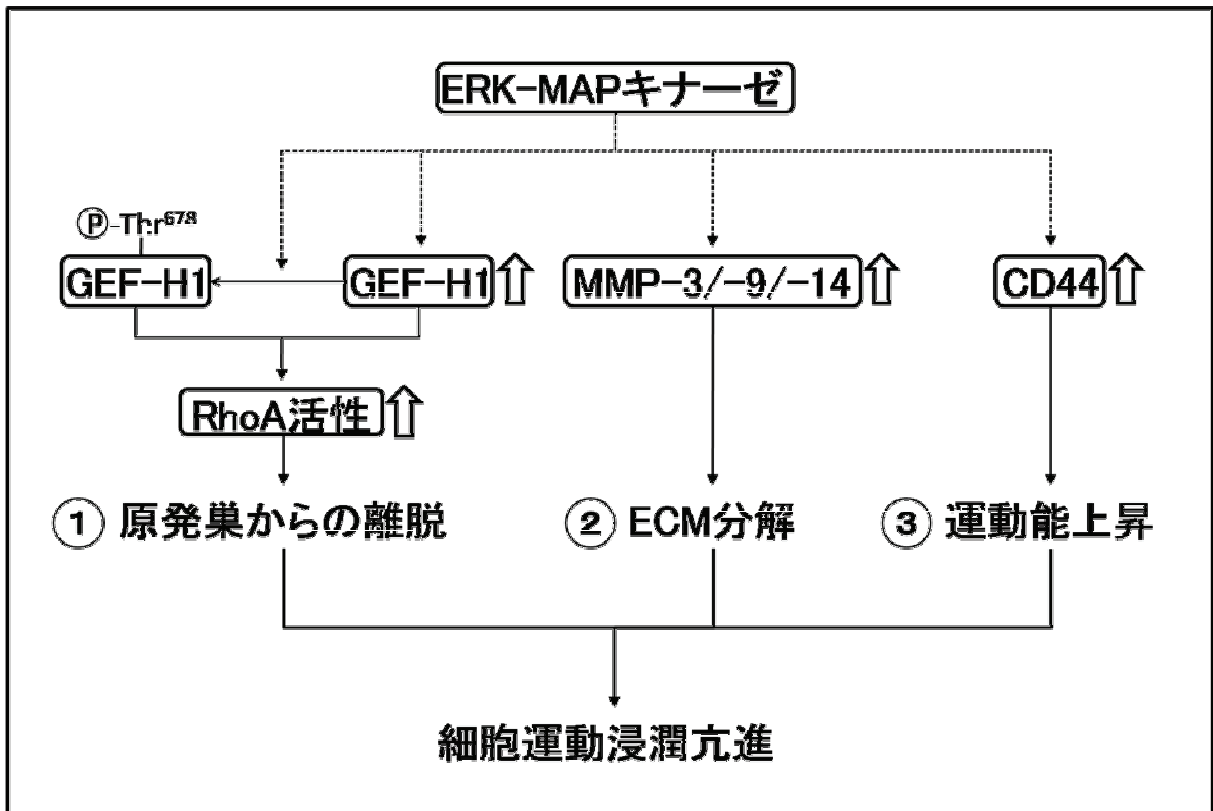 ERK-MAPキナーゼ
Ⓟ-Thr⁶⁷⁸
GEF-H1
GEF-H1
MMP-3/-9/-14
CD44
RhoA活性
① 原発巣からの離脱
② ECM分解
③ 運動能上昇
細胞運動浸潤亢進